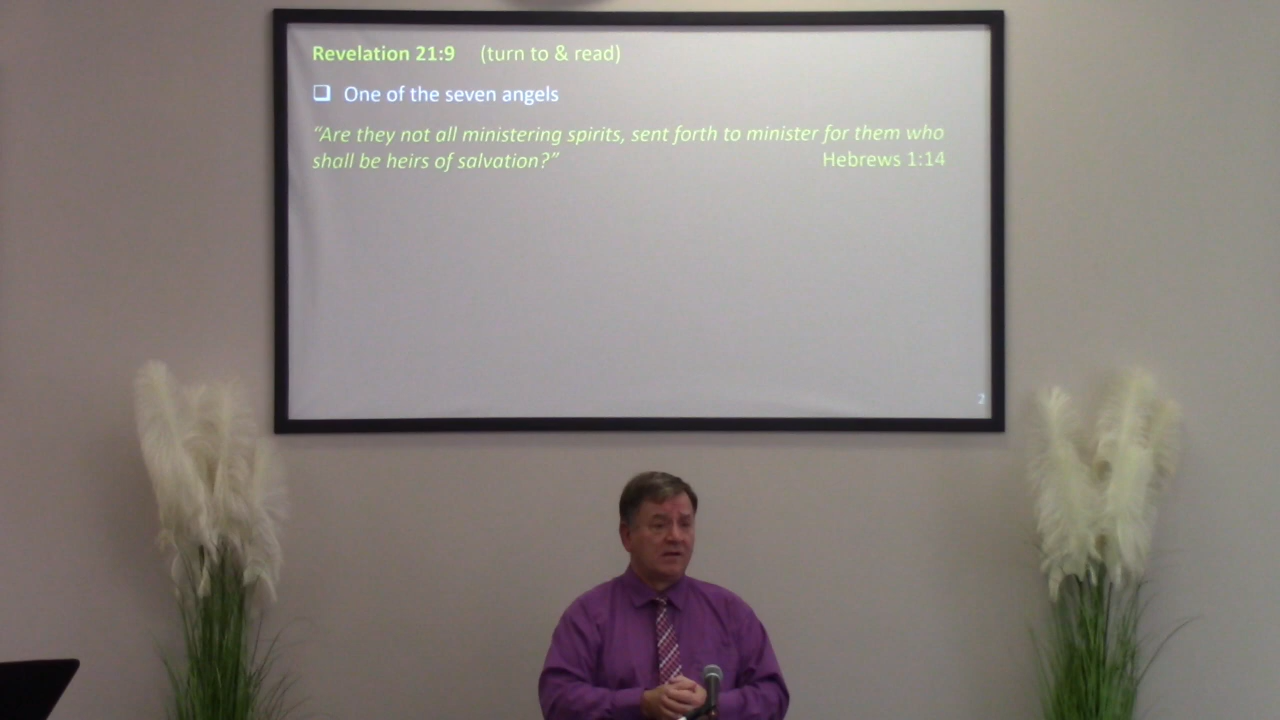 Revelation 21:9 (turn to & read)
One of the seven angels
“Are they not all ministering spirits, sent forth to minister for them who
shall be heirs of salvation?” Hebrews 1:14
2